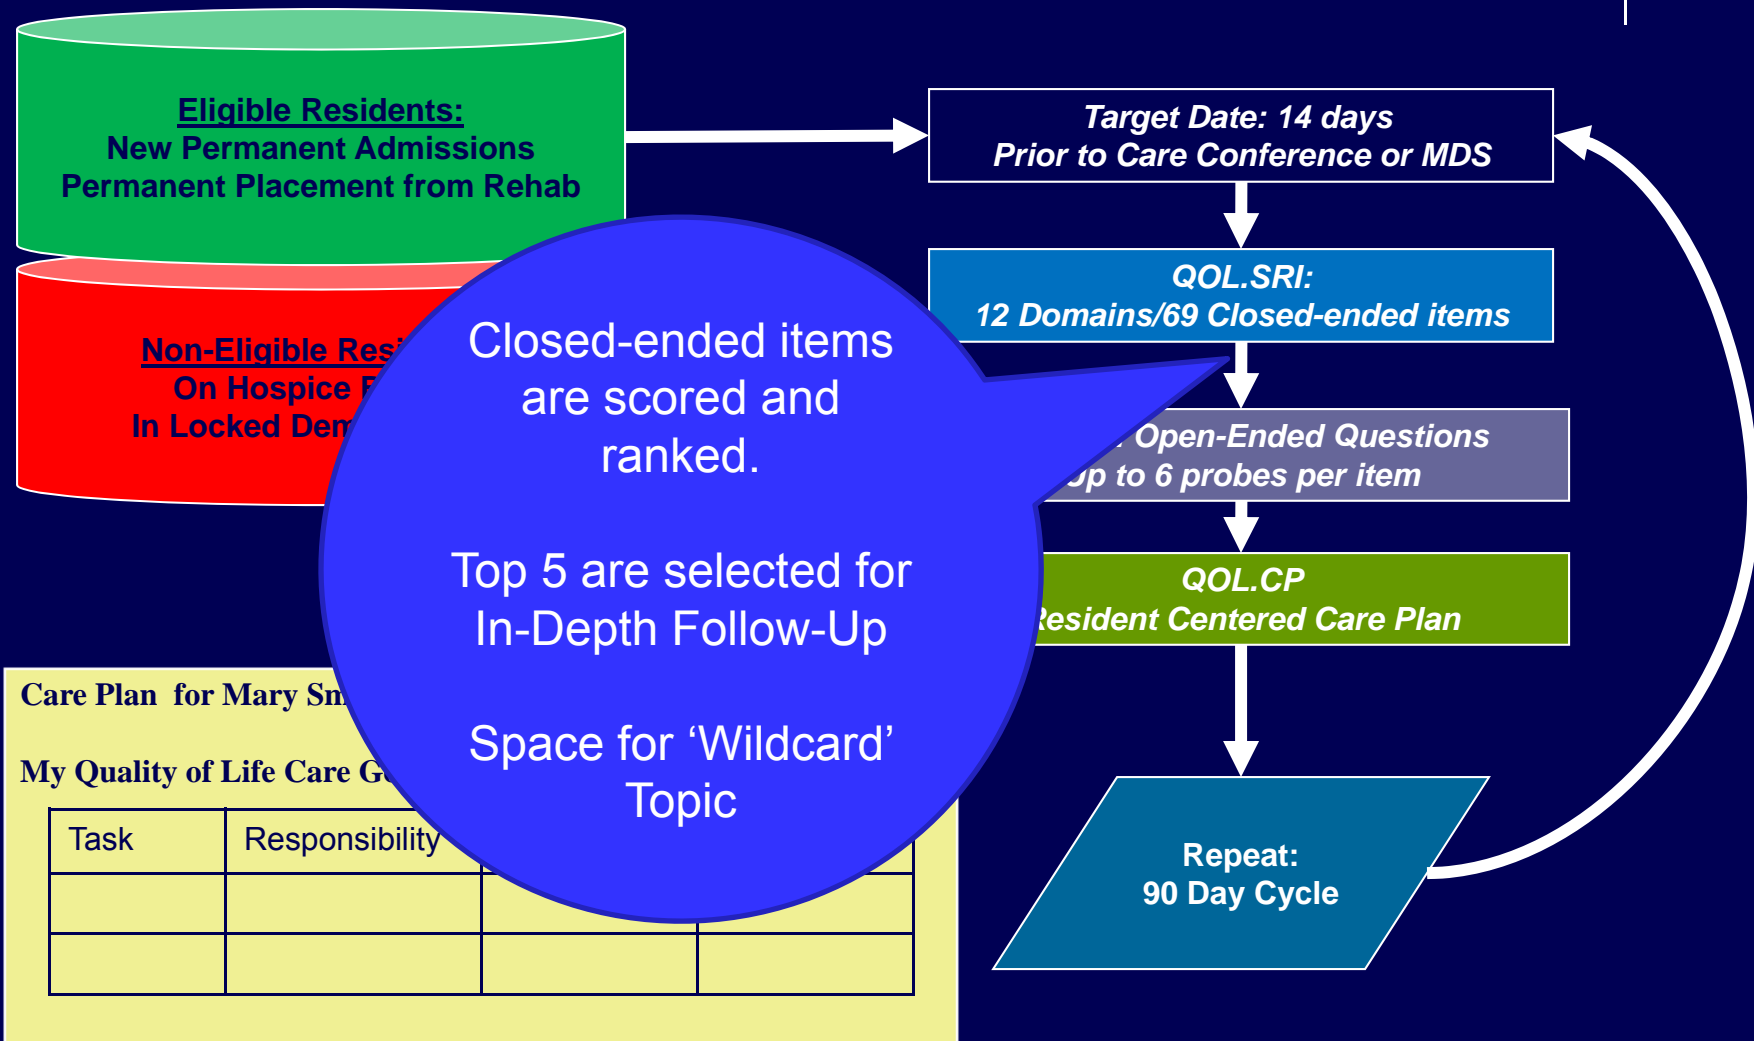 Eligible Residents:
New Permanent Admissions
Permanent Placement from Rehab
Non-Eligible
On Hospice
In Locked
Target Date: 14 days
Prior to Care Conference or MDS
QOL.SRI:
12 Domains/69 Closed-ended items
Open-Ended Questions
Up to 6 probes per item
QOL.CP
Resident Centered Care Plan
Repeat:
90 Day Cycle
Closed-ended items
are scored and
ranked.
Top 5 are selected for
In-Depth Follow-Up
Space for ‘Wildcard’
Topic
Care Plan for Mary
My Quality of Life Care
Task Responsibility